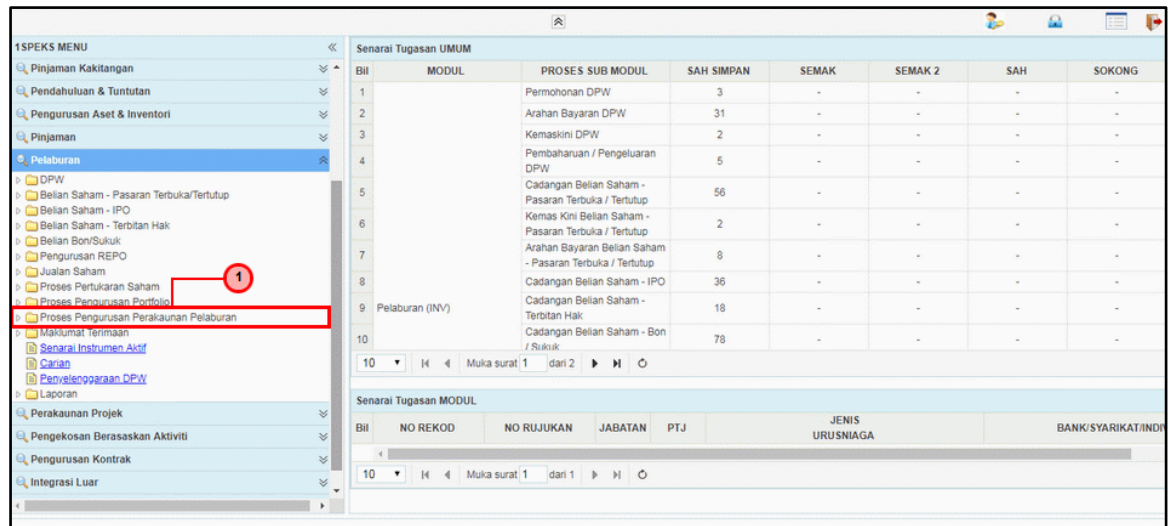 1SPEKS MENU
Pinjaman Kakitangan
Pendahuluan & Tuntutan
Pengurusan Aset & Inventori
Pinjaman
Pelaburan
DPW
Belian Saham - Pasaran Terbuka/Tertutup
Belian Saham - IPO
Belian Saham - Terbitan Hak
Belian Bon/Sukuk
Pengurusan REPO
Jualan Saham
Proses Pertukaran Saham
1
Proses Pengurusan Portfolio
Proses Pengurusan Perakaunan Pelaburan
Maklumat Terimaan
Senarai Instrumen Aktif
Carian
Penyelenggaraan DPW
Laporan
Perakaunan Projek
Pengekosan Berasaskan Aktiviti
Pengurusan Kontrak
Integrasi Luar
Senarai Tugasan UMUM
Bil MODUL PROSES SUB MODUL SAH SIMPAN SEMAK SEMAK 2 SAH SOKONG
1 Permohonan DPW 3 - - - -
2 Arahan Bayaran DPW 31 - - - -
3 Kemaskini DPW 2 - - - -
4 Pembaharuan / Pengeluaran
DPW 5 - - - -
5 Cadangan Belian Saham -
Pasaran Terbuka / Tertutup 56 - - - -
6 Kemas Kini Belian Saham -
Pasaran Terbuka / Tertutup 2 - - - -
7 Arahan Bayaran Belian Saham
- Pasaran Terbuka / Tertutup 8 - - - -
8 Cadangan Belian Saham - IPO 36 - - - -
9 Pelaburan (INV) Cadangan Belian Saham -
Terbitan Hak 18 - - - -
10 Cadangan Belian Saham - Bon
/ Sukuk 78 - - - -
10 Muka surat 1 dari 2
Senarai Tugasan MODUL
Bil NO REKOD NO RUJUKAN JABATAN PTJ JENIS
URUSNIAGA BANK/SYARIKAT/INDIV
10 Muka surat 1 dari 1